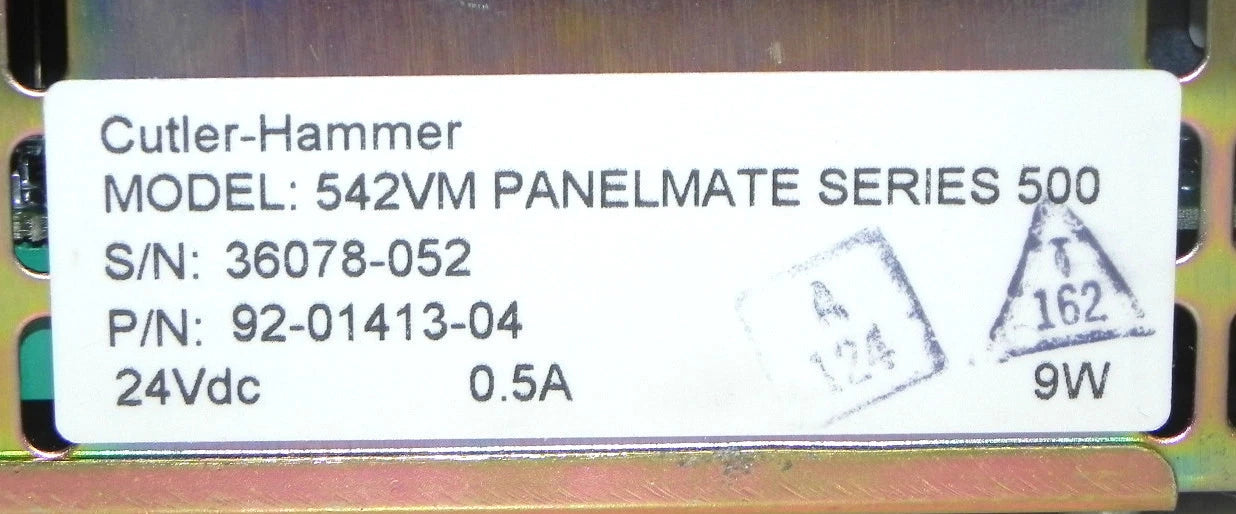 Cutler-Hammer
MODEL: 542VM PANELMATE SERIES 500
S/N: 36078-052
P/N: 92-01413-04
24Vdc 0.5A 9W
A
124
T
162